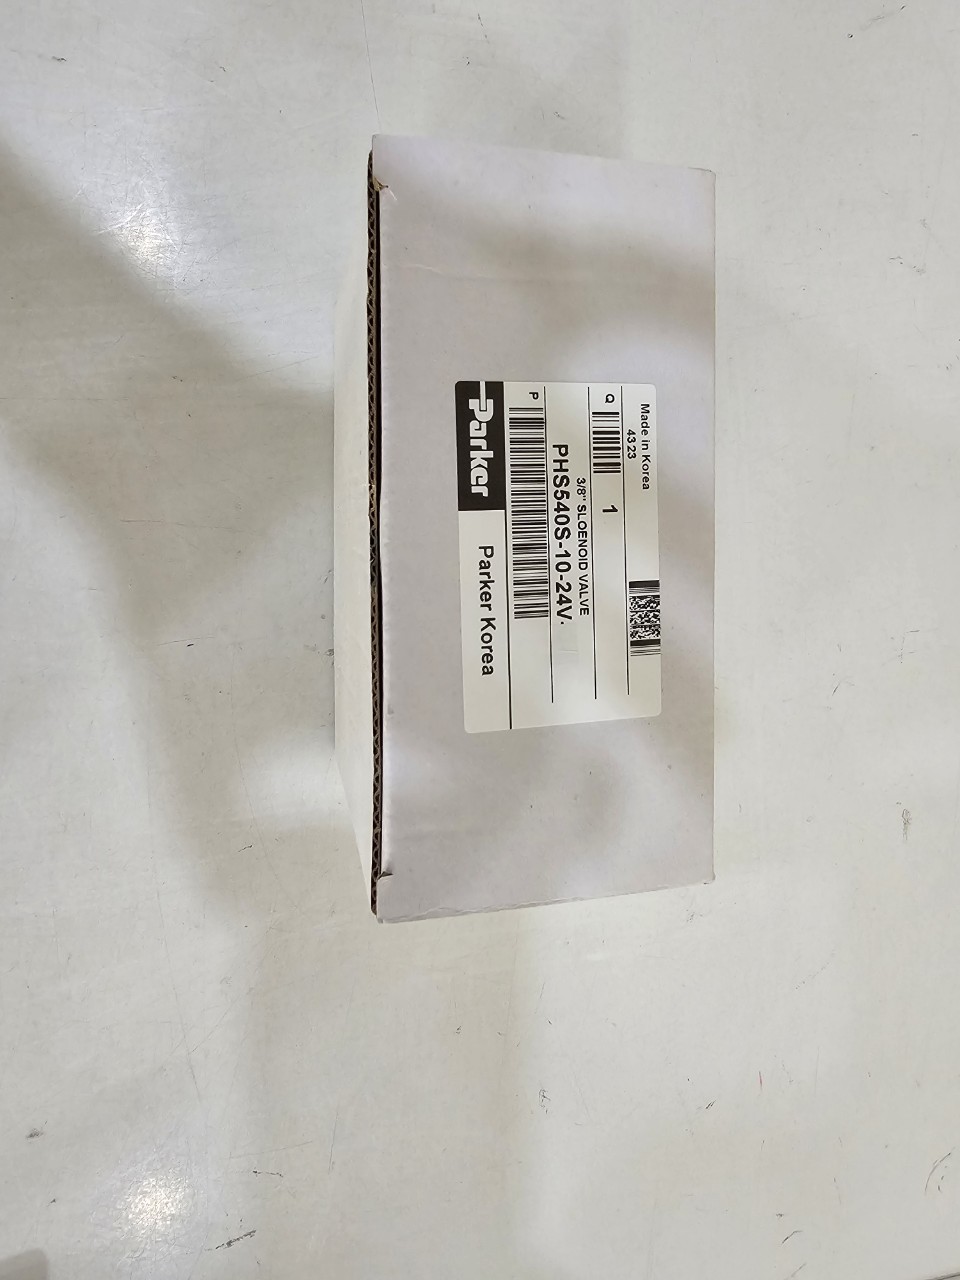 Parker
Parker Korea
P
PHS540S-10-24V.
3/8" SLOENOID VALVE
Q
1
Made in Korea
43 23